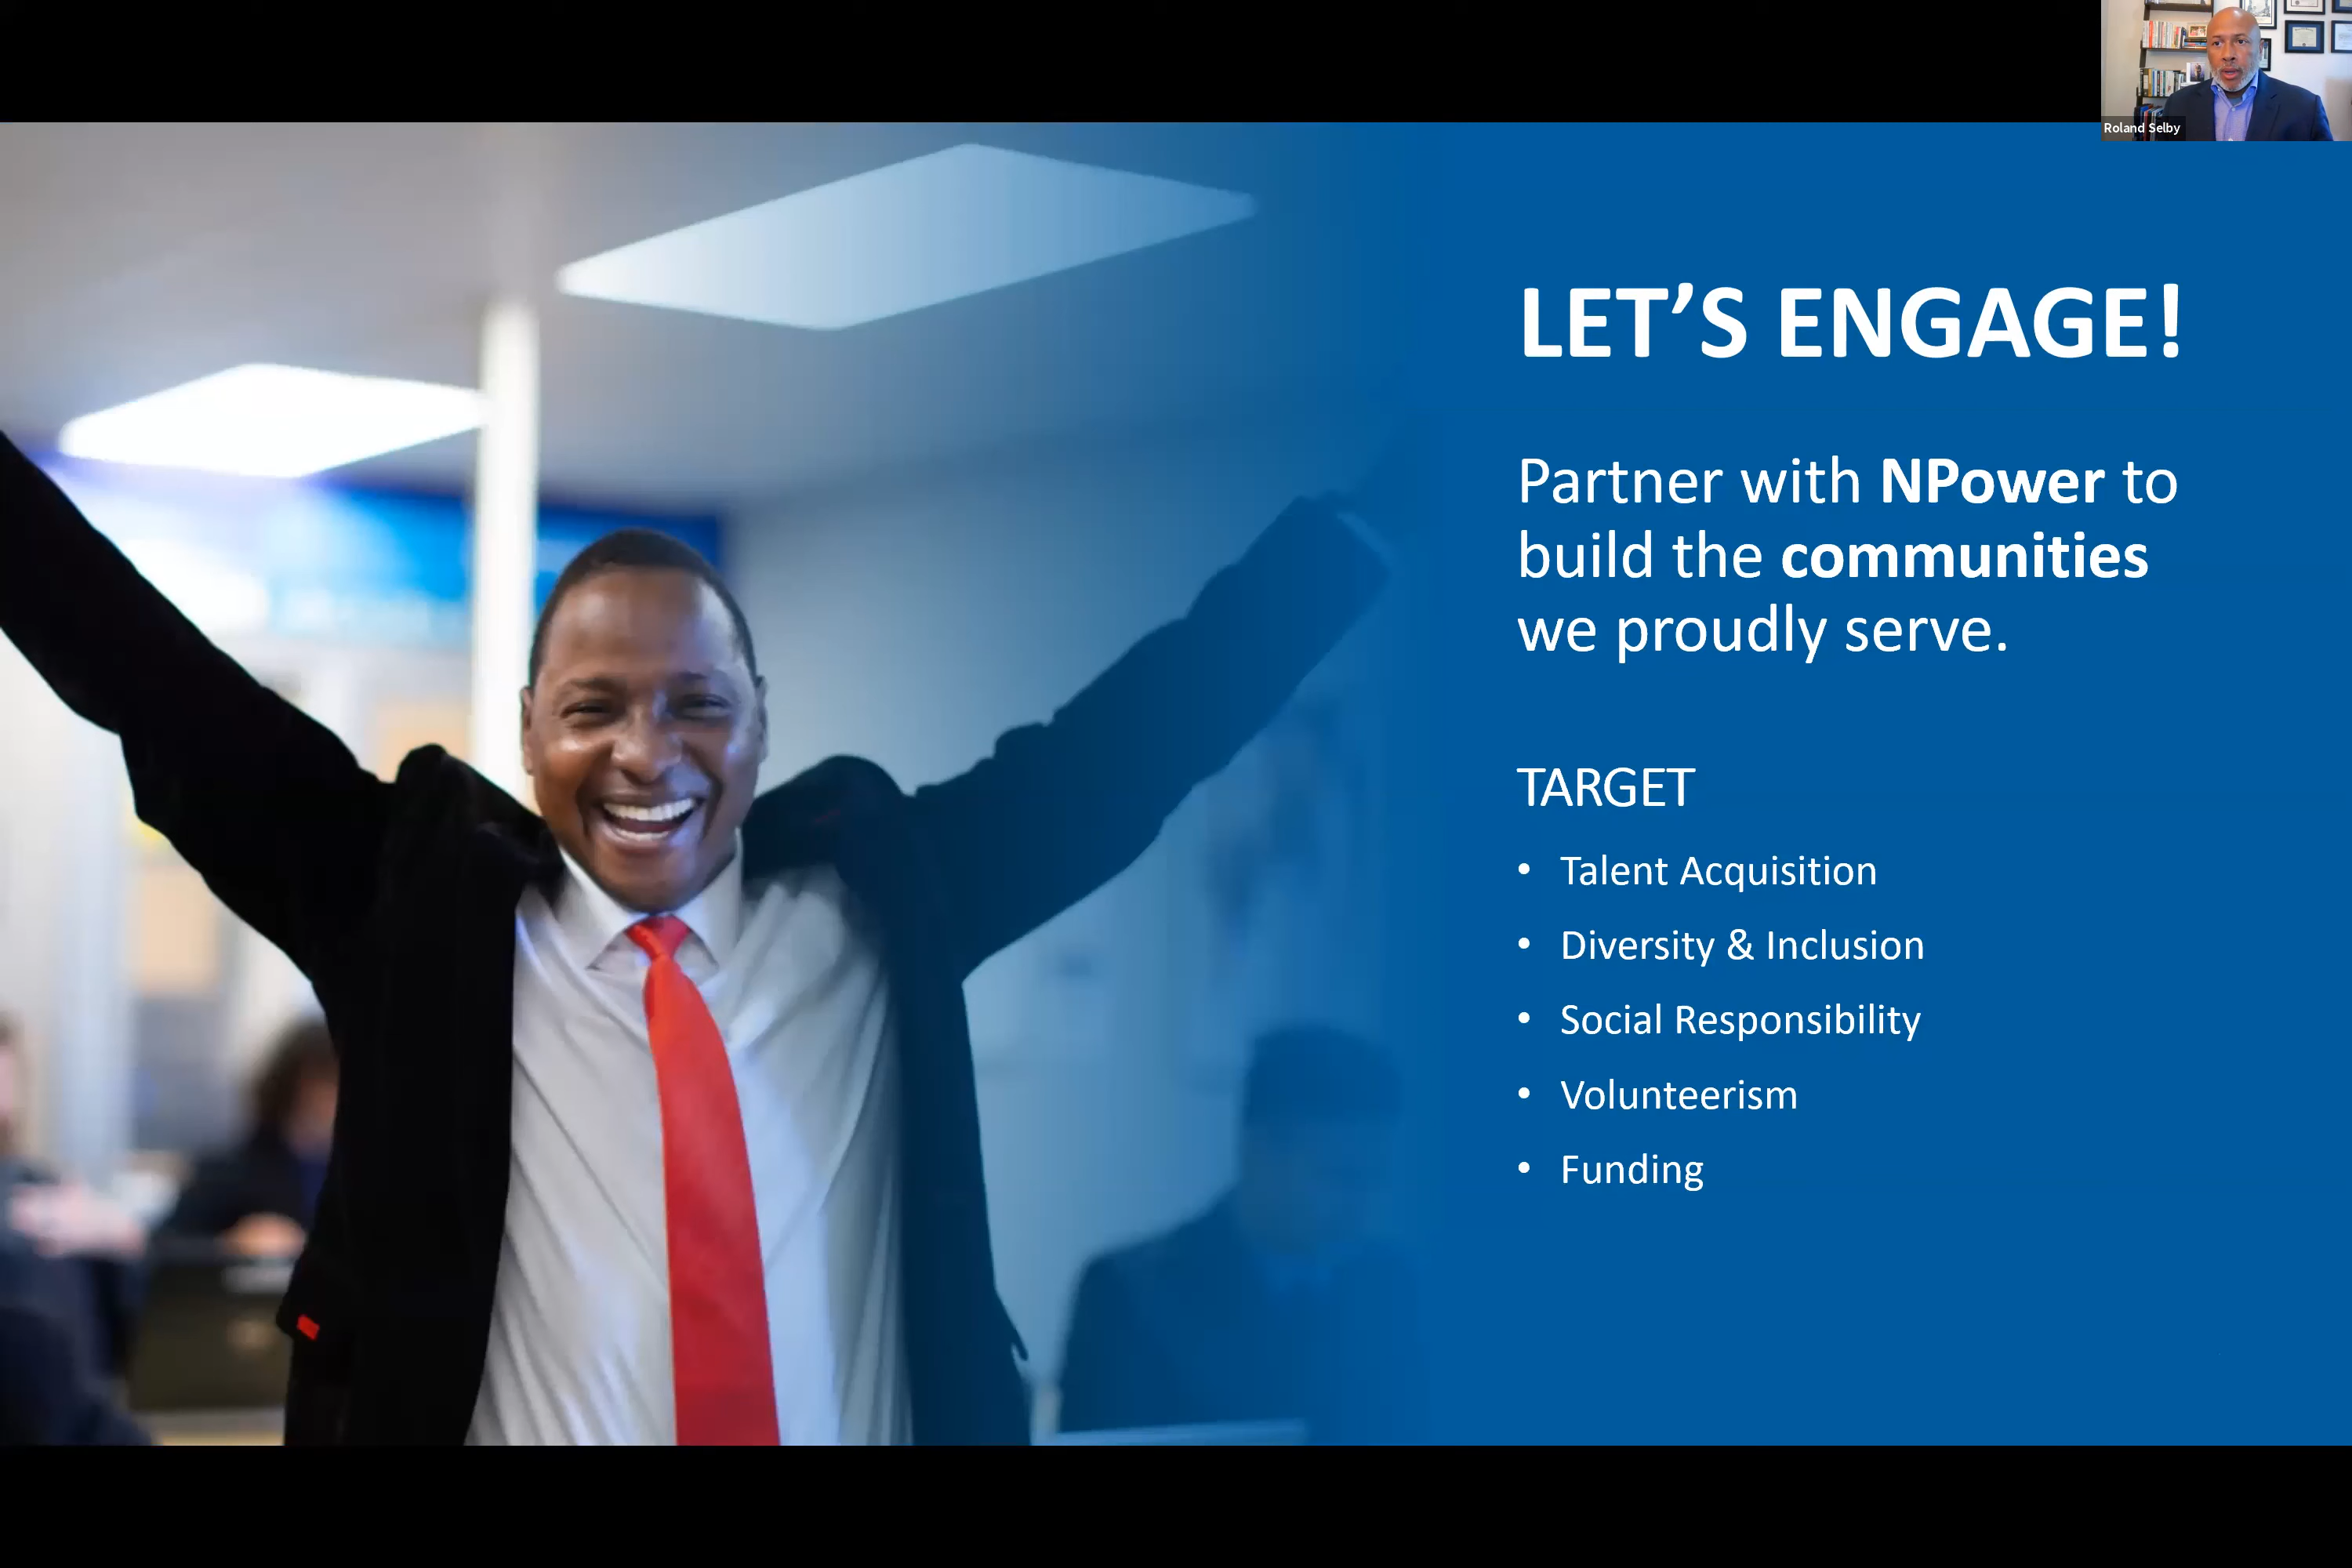 Roland Selby
LET’S ENGAGE!
Partner with NPower to
build the communities
we proudly serve.
TARGET
• Talent Acquisition
• Diversity & Inclusion
• Social Responsibility
• Volunteerism
• Funding